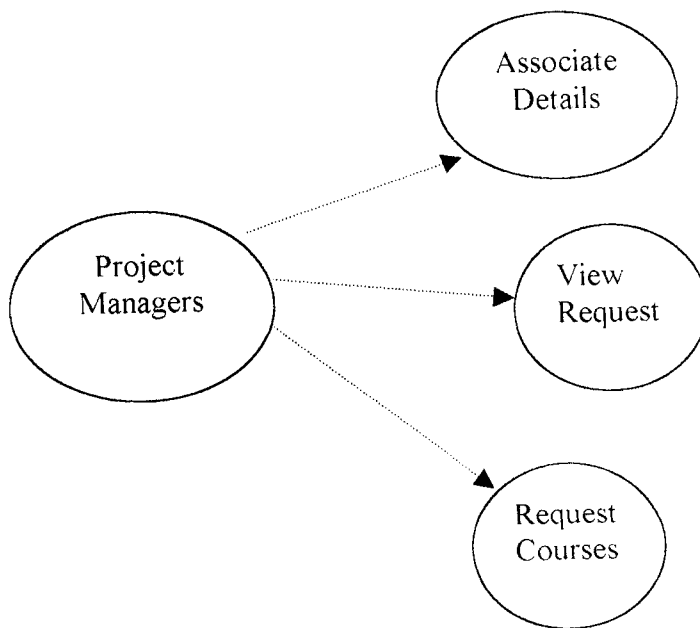 Associate
Details
Project
Managers
View
Request
Request
Courses